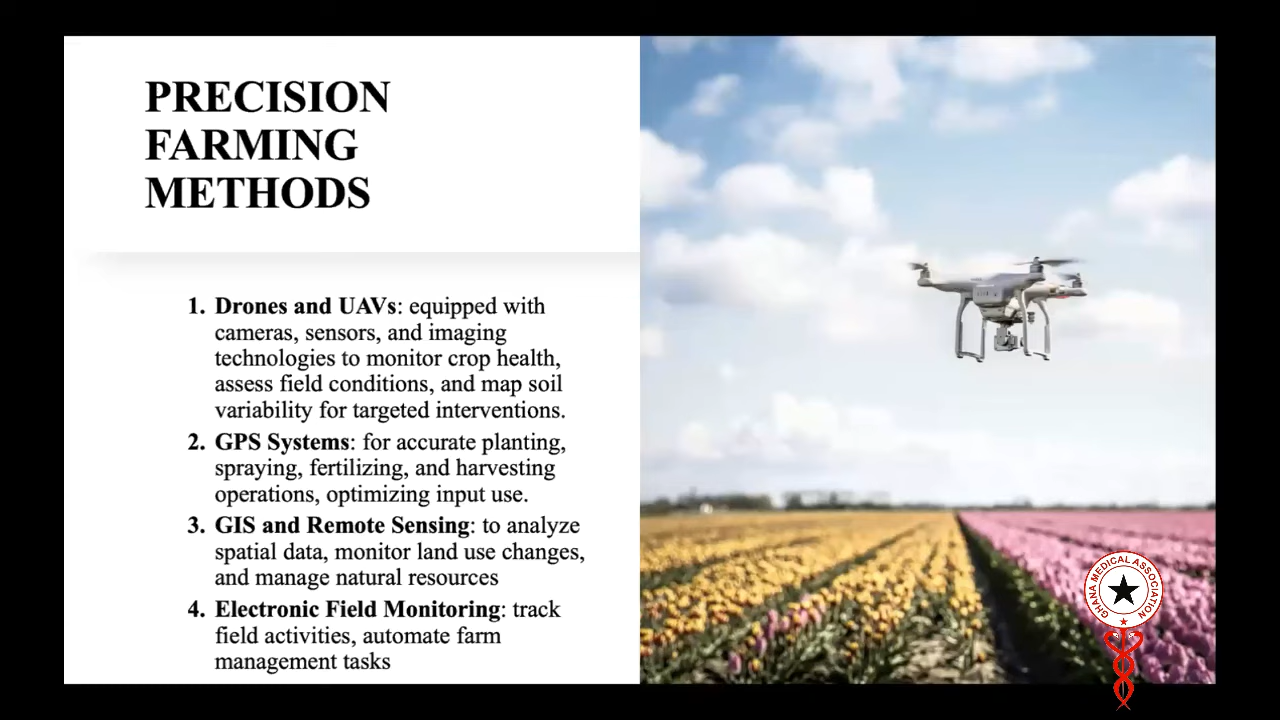 PRECISION
FARMING
METHODS
1. Drones and UAVs: equipped with
cameras, sensors, and imaging
technologies to monitor crop health,
assess field conditions, and map soil
variability for targeted interventions.
2. GPS Systems: for accurate planting,
spraying, fertilizing, and harvesting
operations, optimizing input use.
3. GIS and Remote Sensing: to analyze
spatial data, monitor land use changes,
and manage natural resources
4. Electronic Field Monitoring: track
field activities, automate farm
management tasks
GHANA MEDICAL ASSOCIATION